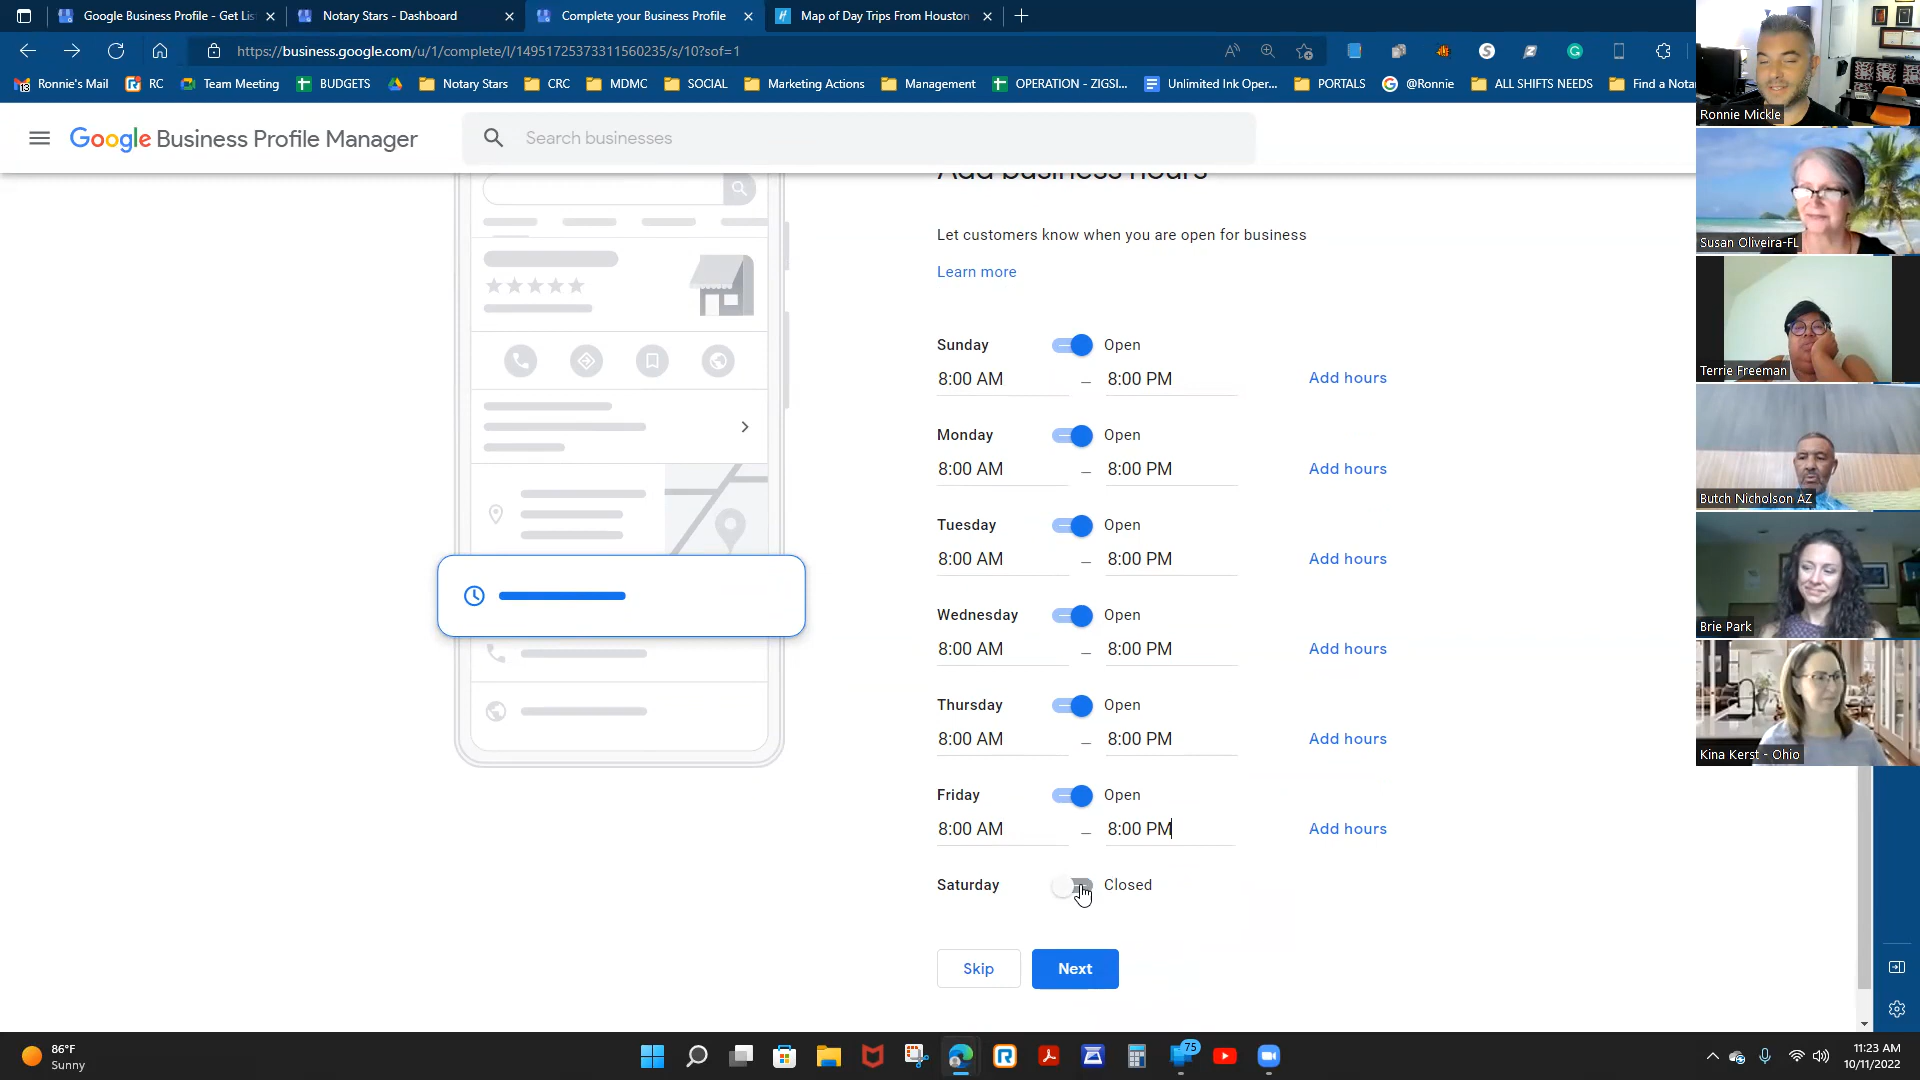 Google Business Profile - Get Lis
Notary Stars - Dashboard
Complete your Business Profile
Map of Day Trips From Houston
https://business.google.com/u/1/complete/l/14951725373311560235/s/10?sof=1
Ronnie's Mail
RC
Team Meeting
BUDGETS
Notary Stars
CRC
MDMC
SOCIAL
Marketing Actions
Management
OPERATION - ZIGSI...
Unlimited Ink Oper...
PORTALS
@Ronnie
ALL SHIFTS NEEDS
Find a Nota
Google Business Profile Manager
Search businesses
Add business hours
Let customers know when you are open for business
Learn more
Sunday Open
8:00 AM – 8:00 PM Add hours
Monday Open
8:00 AM – 8:00 PM Add hours
Tuesday Open
8:00 AM – 8:00 PM Add hours
Wednesday Open
8:00 AM – 8:00 PM Add hours
Thursday Open
8:00 AM – 8:00 PM Add hours
Friday Open
8:00 AM – 8:00 PM Add hours
Saturday Closed
Skip
Next
Ronnie Mickle
Susan Oliveira-FL
Terrie Freeman
Butch Nicholson AZ
Brie Park
Kina Kerst - Ohio
86°F
Sunny
75
11:23 AM
10/11/2022